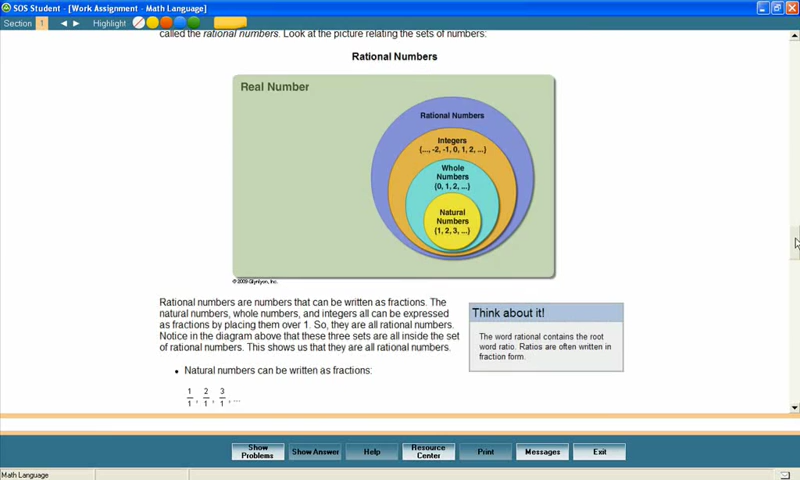 SOS Student - [Work Assignment - Math Language]
Section 1 Highlight
called the rational numbers. Look at the picture relating the sets of numbers:
Rational Numbers
Real Number
Rational Numbers
Integers
{..., -2, -1, 0, 1, 2, ...}
Whole
Numbers
{0, 1, 2, ...}
Natural
Numbers
{1, 2, 3, ...}
© 2009 Glynlyon, Inc.
Rational numbers are numbers that can be written as fractions. The
natural numbers, whole numbers, and integers all can be expressed
as fractions by placing them over 1. So, they are all rational numbers.
Notice in the diagram above that these three sets are all inside the set
of rational numbers. This shows us that they are all rational numbers.
Think about it!
The word rational contains the root
word ratio. Ratios are often written in
fraction form.
• Natural numbers can be written as fractions:
1/1, 2/1, 3/1, ...
Show Problems Show Answer Help Resource Center Print Messages Exit
Math Language